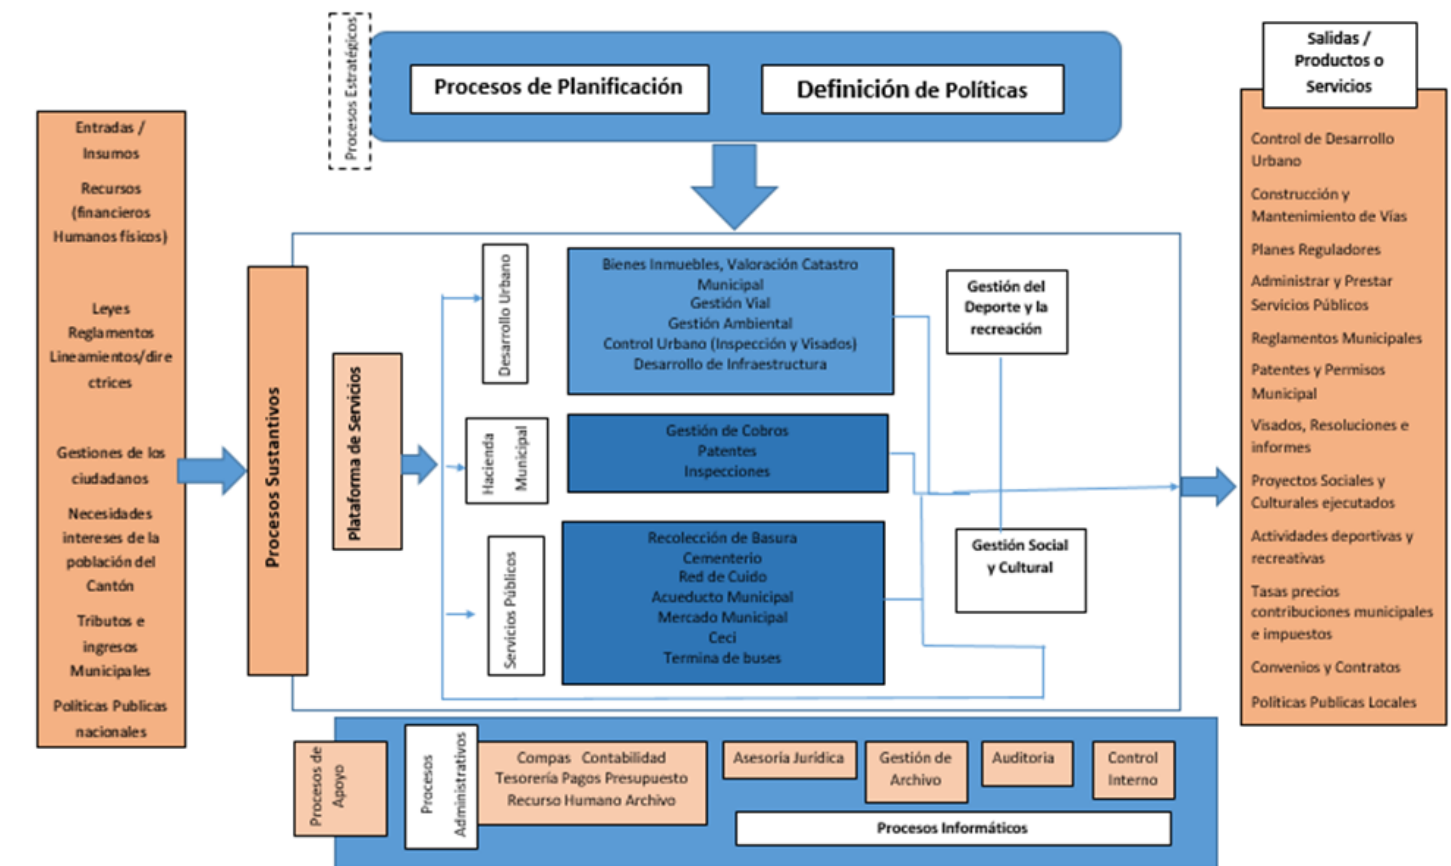 Procesos Estratégicos
Procesos de Planificación
Definición de Políticas
Entradas /
Insumos
Recursos
(financieros
Humanos físicos)
Leyes
Reglamentos
Lineamientos/dire
ctrices
Gestiones de los
ciudadanos
Necesidades
intereses de la
población del
Cantón
Tributos e
ingresos
Municipales
Políticas Publicas
nacionales
Procesos Sustantivos
Plataforma de Servicios
Desarrollo Urbano
Bienes Inmuebles, Valoración Catastro
Municipal
Gestión Vial
Gestión Ambiental
Control Urbano (Inspección y Visados)
Desarrollo de Infraestructura
Hacienda
Municipal
Gestión de Cobros
Patentes
Inspecciones
Servicios Públicos
Recolección de Basura
Cementerio
Red de Cuido
Acueducto Municipal
Mercado Municipal
Ceci
Termina de buses
Gestión del
Deporte y la
recreación
Gestión Social
y Cultural
Salidas /
Productos o
Servicios
Control de Desarrollo
Urbano
Construcción y
Mantenimiento de Vías
Planes Reguladores
Administrar y Prestar
Servicios Públicos
Reglamentos Municipales
Patentes y Permisos
Municipal
Visados, Resoluciones e
informes
Proyectos Sociales y
Culturales ejecutados
Actividades deportivas y
recreativas
Tasas precios
contribuciones municipales
e impuestos
Convenios y Contratos
Políticas Publicas Locales
Procesos de
Apoyo
Procesos
Administrativos
Compas Contabilidad
Tesorería Pagos Presupuesto
Recurso Humano Archivo
Asesoría Jurídica
Gestión de
Archivo
Auditoria
Control
Interno
Procesos Informáticos